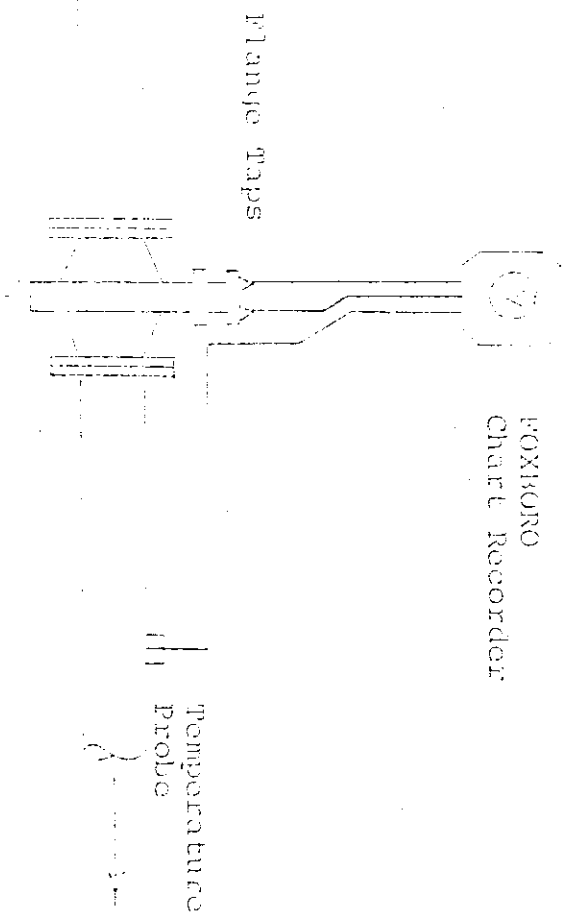 FOXBORO
Chart Recorder
Flange Taps
Temperature
Probe